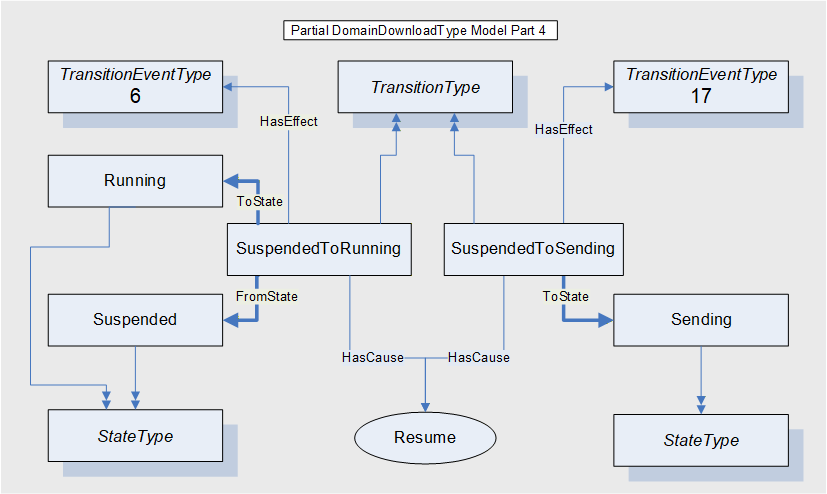 Partial DomainDownloadType Model Part 4
TransitionEventType
6
TransitionType
TransitionEventType
17
HasEffect
HasEffect
Running
ToState
SuspendedToRunning
SuspendedToSending
FromState
ToState
Suspended
Sending
HasCause
HasCause
StateType
Resume
StateType